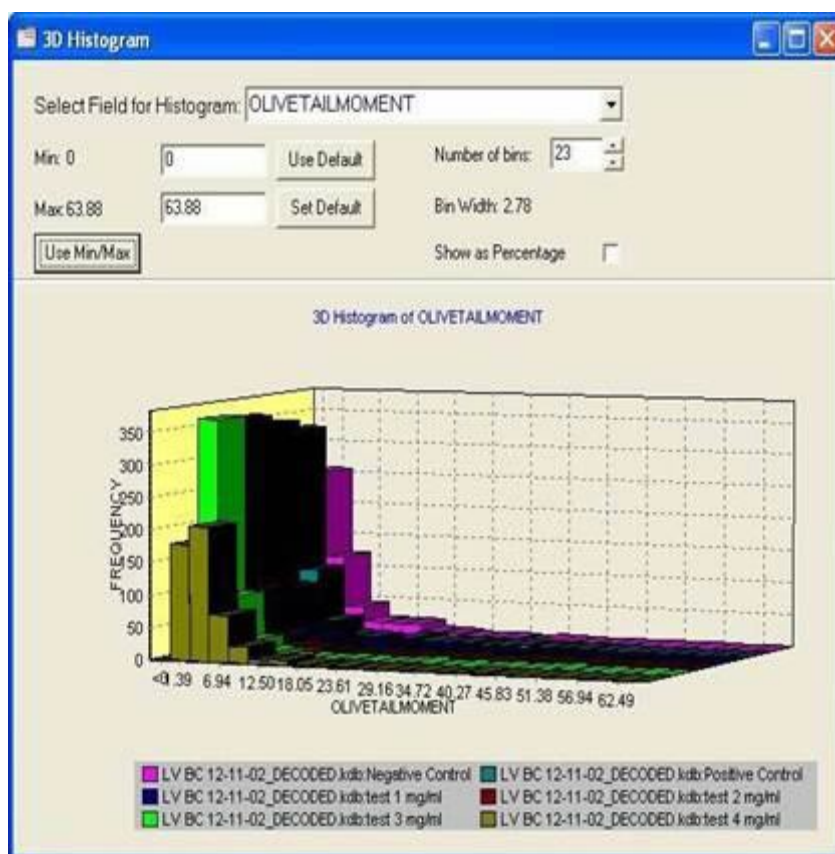 3D Histogram
Select Field for Histogram: OLIVETAILMOMENT
Min: 0 0 Use Default Number of bins: 23
Max:63.88 63.88 Set Default Bin Width: 2.78
Use Min/Max Show as Percentage
3D Histogram of OLIVETAILMOMENT
350
300
250
200
150
100
50
0
FREQUENCY
<0 1.39 6.94 12.50 18.05 23.61 29.16 34.72 40.27 45.83 51.38 56.94 62.49
OLIVETAILMOMENT
LV BC 12-11-02_DECODED.kdb:Negative Control LV BC 12-11-02_DECODED.kdb:Positive Control
LV BC 12-11-02_DECODED.kdb:test 1 mg/ml LV BC 12-11-02_DECODED.kdb:test 2 mg/ml
LV BC 12-11-02_DECODED.kdb:test 3 mg/ml LV BC 12-11-02_DECODED.kdb:test 4 mg/ml